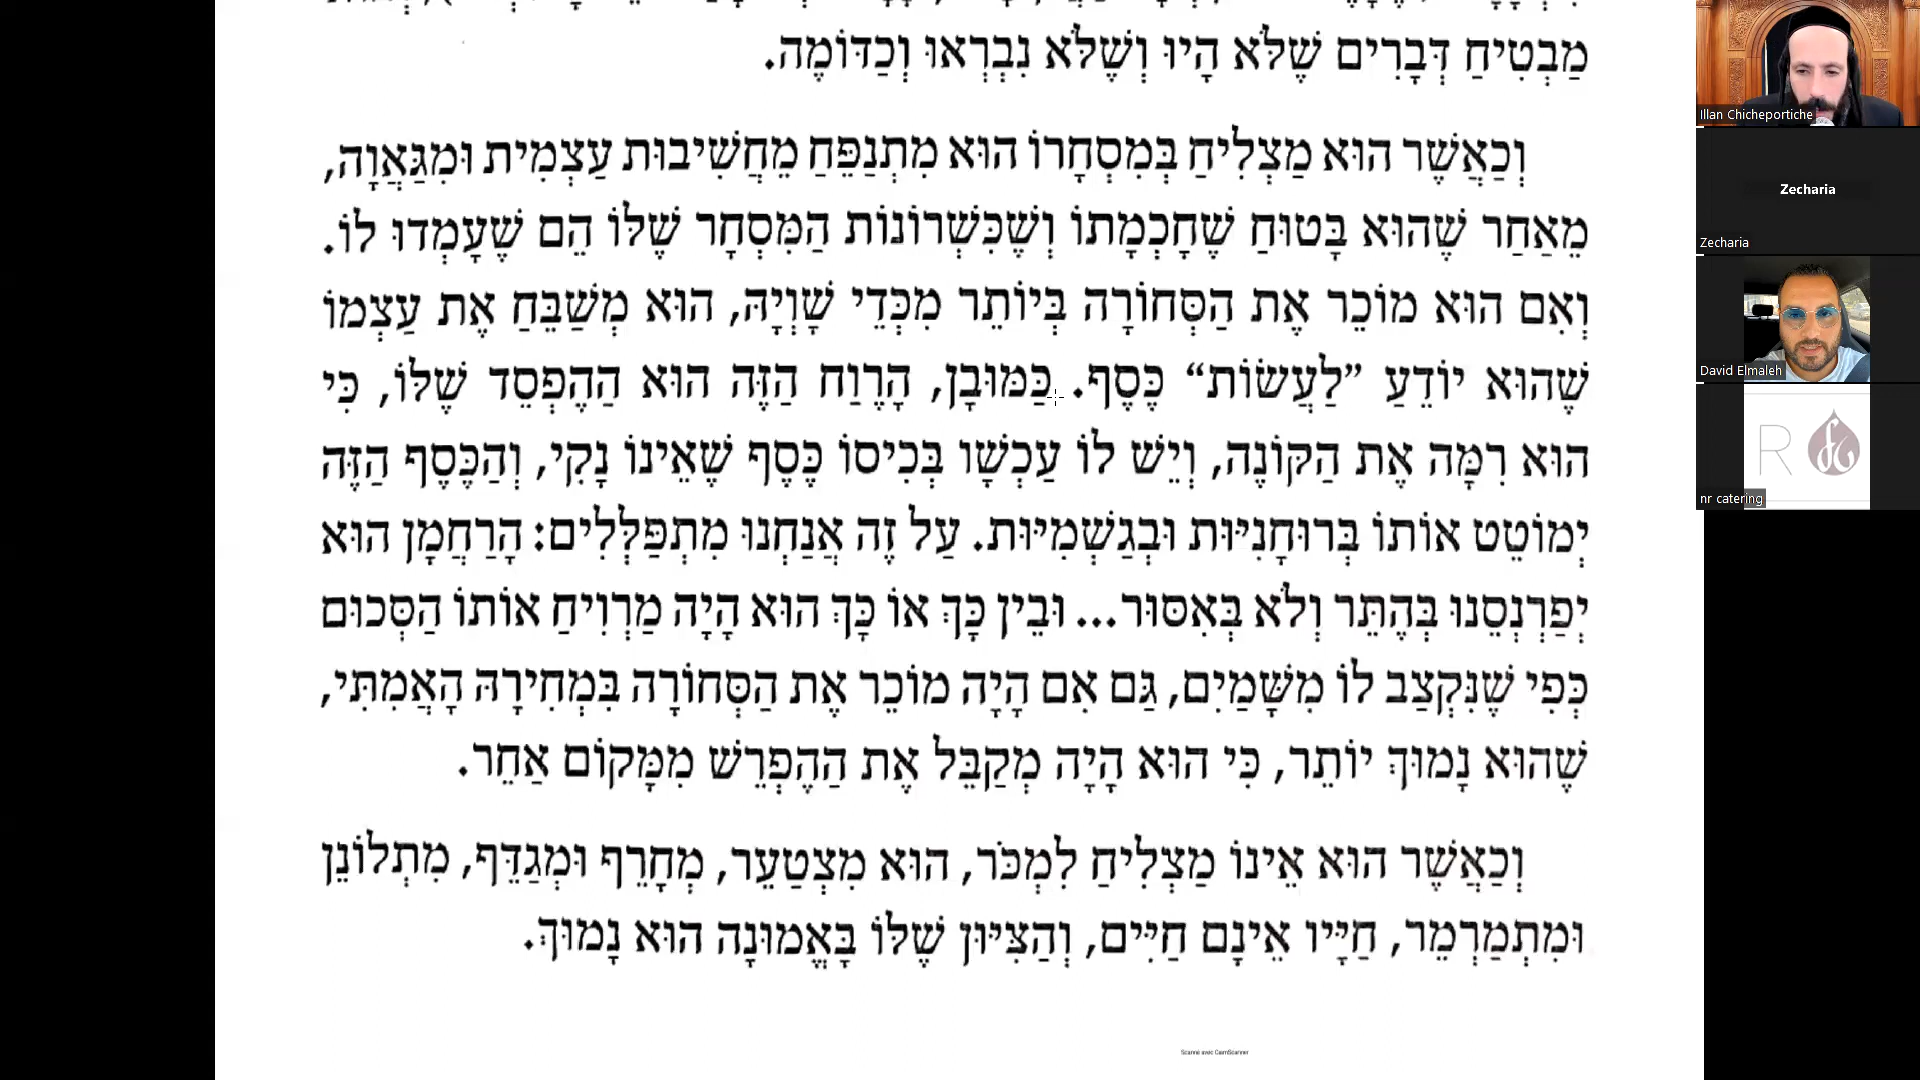 מַבְטִיחַ דְּבָרִים שֶׁלֹּא הָיוּ וְשֶׁלֹּא נִבְרְאוּ וְכַדּוֹמֶה.
וְכַאֲשֶׁר הוּא מַצְלִיחַ בְּמִסְחָרוֹ הוּא מִתְנַפֵּחַ מֵחֲשִׁיבוּת עַצְמִית וּמִגַּאֲוָה,
מֵאַחַר שֶׁהוּא בָּטוּחַ שֶׁחָכְמָתוֹ וְשֶׁכִּשְׁרוֹנוֹת הַמִּסְחָר שֶׁלּוֹ הֵם שֶׁעָמְדוּ לוֹ.
וְאִם הוּא מוֹכֵר אֶת הַסְּחוֹרָה בְּיוֹתֵר מִכְּדֵי שָׁוְיָהּ, הוּא מְשַׁבֵּחַ אֶת עַצְמוֹ
שֶׁהוּא יוֹדֵעַ ”לַעֲשׂוֹת“ כֶּסֶף. כַּמּוּבָן, הָרֶוַח הַזֶּה הוּא הַהֶפְסֵד שֶׁלּוֹ, כִּי
הוּא רִמָּה אֶת הַקּוֹנֶה, וְיֵשׁ לוֹ עַכְשָׁו בְּכִיסוֹ כֶּסֶף שֶׁאֵינוֹ נָקִי, וְהַכֶּסֶף הַזֶּה
יְמוֹטֵט אוֹתוֹ בְּרוּחָנִיּוּת וּבְגַשְׁמִיּוּת. עַל זֶה אֲנַחְנוּ מִתְפַּלְּלִים: הָרַחֲמָן הוּא
יְפַרְנְסֵנוּ בְּהֶתֵּר וְלֹא בְּאִסּוּר... וּבֵין כָּךְ אוֹ כָּךְ הוּא הָיָה מַרְוִיחַ אוֹתוֹ הַסְּכוּם
כְּפִי שֶׁנִּקְצַב לוֹ מִשָּׁמַיִם, גַּם אִם הָיָה מוֹכֵר אֶת הַסְּחוֹרָה בִּמְחִירָהּ הָאֲמִתִּי,
שֶׁהוּא נָמוּךְ יוֹתֵר, כִּי הוּא הָיָה מְקַבֵּל אֶת הַהֶפְרֵשׁ מִמָּקוֹם אַחֵר.
וְכַאֲשֶׁר הוּא אֵינוֹ מַצְלִיחַ לִמְכֹּר, הוּא מִצְטַעֵר, מְחָרֵף וּמְגַדֵּף, מִתְלוֹנֵן
וּמִתְמַרְמֵר, חַיָּיו אֵינָם חַיִּים, וְהַצִּיּוּן שֶׁלּוֹ בָּאֱמוּנָה הוּא נָמוּךְ.
Scanné avec CamScanner
Illan Chicheportiche
Zecharia
Zecharia
David Elmaleh
R
nr catering